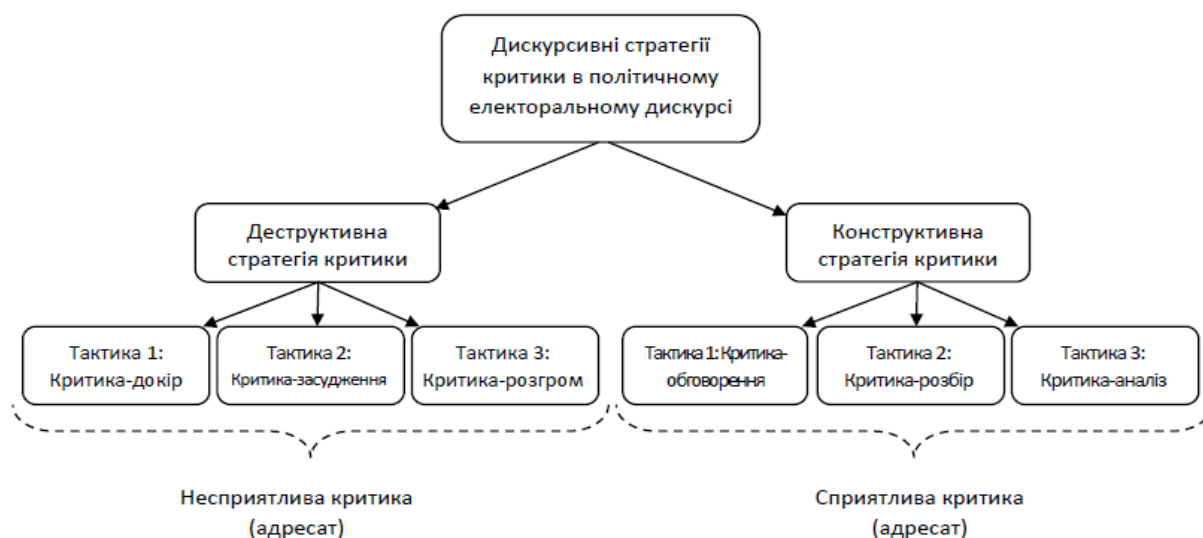 Дискурсивні стратегії
критики в політичному
електоральному дискурсі
Деструктивна
стратегія критики
Конструктивна
стратегія критики
Тактика 1:
Критика-докір
Тактика 2:
Критика-засудження
Тактика 3:
Критика-розгром
Тактика 1: Критика-
обговорення
Тактика 2:
Критика-розбір
Тактика 3:
Критика-аналіз
Несприятлива критика
(адресат)
Сприятлива критика
(адресат)